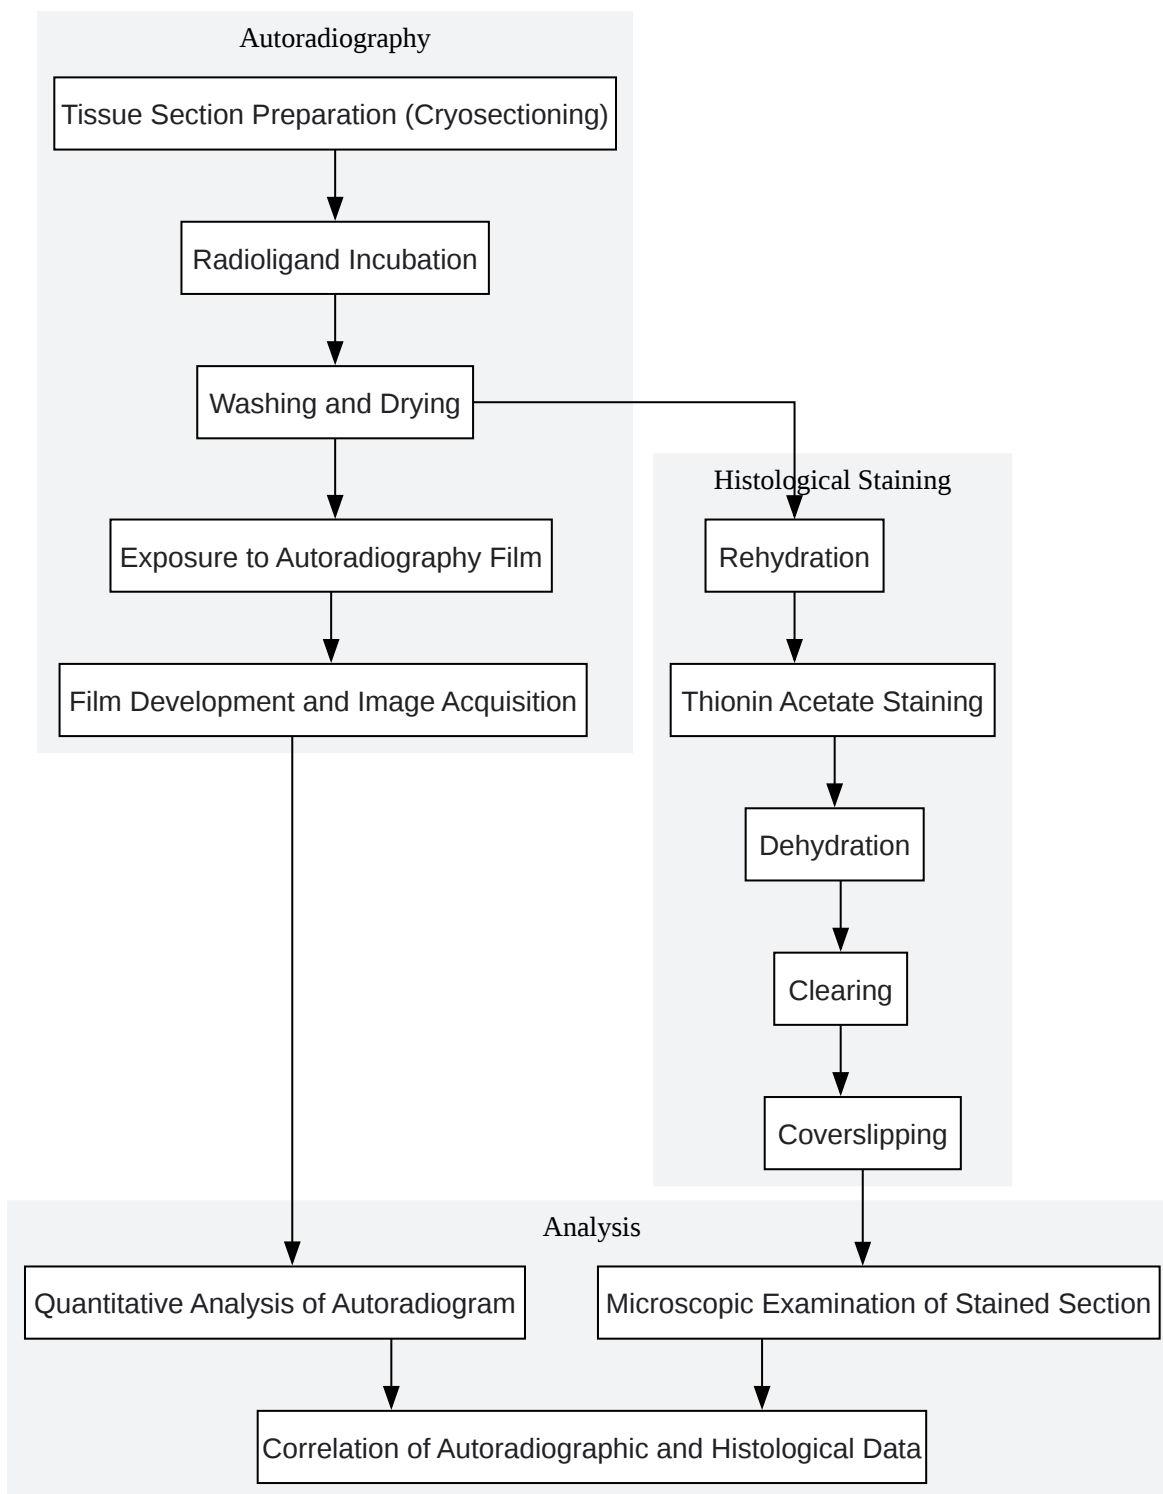 Autoradiography
Tissue Section Preparation (Cryosectioning)
Radioligand Incubation
Washing and Drying
Exposure to Autoradiography Film
Film Development and Image Acquisition
Histological Staining
Rehydration
Thionin Acetate Staining
Dehydration
Clearing
Coverslipping
Analysis
Quantitative Analysis of Autoradiogram
Microscopic Examination of Stained Section
Correlation of Autoradiographic and Histological Data